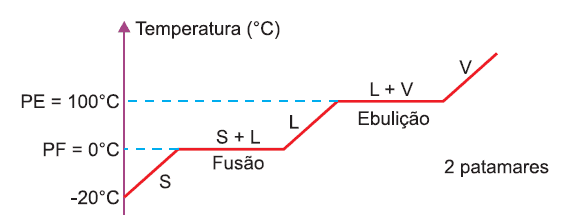 Temperatura (°C)
V
PE = 100°C
L + V
Ebulição
L
S + L
PF = 0°C
Fusão
2 patamares
S
-20°C